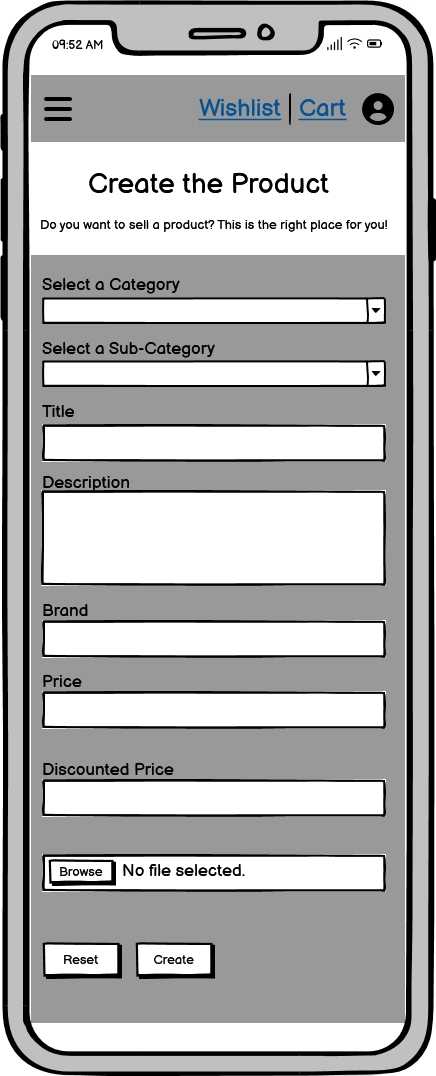 09:52 AM
Wishlist Cart
Create the Product
Do you want to sell a product? This is the right place for you!
Select a Category
Select a Sub-Category
Title
Description
Brand
Price
Discounted Price
Browse No file selected.
Reset Create